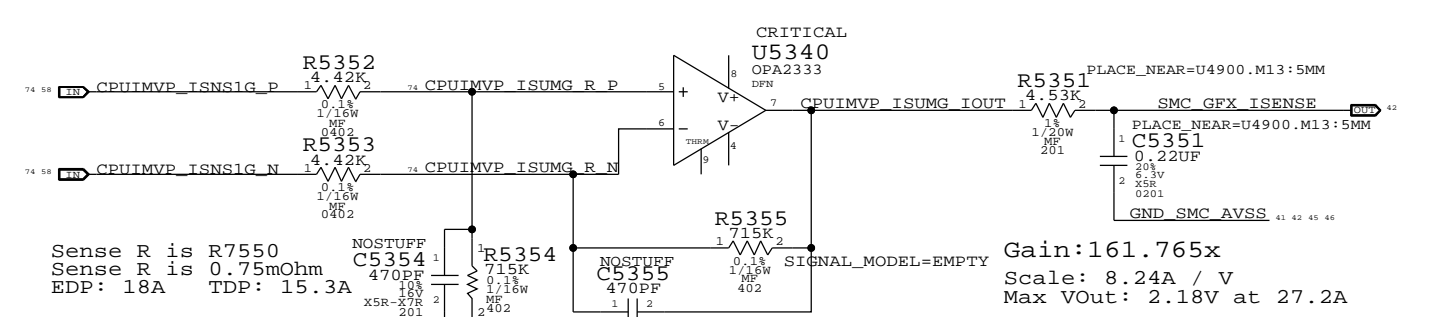 CRITICAL
U5340
OPA2333
DFN
8
V+
5
+
6
-
7
V-
4
THRM
9
R5352
4.42K
1 2
0.1%
1/16W
MF
0402
74 58 IN CPUIMVP_ISNS1G_P
74 CPUIMVP_ISUMG_R_P
R5353
4.42K
1 2
0.1%
1/16W
MF
0402
74 58 IN CPUIMVP_ISNS1G_N
74 CPUIMVP_ISUMG_R_N
CPUIMVP_ISUMG_IOUT
R5351
4.53K
1 2
1%
1/20W
MF
201
PLACE_NEAR=U4900.M13:5MM
SMC_GFX_ISENSE
OUT 42
PLACE_NEAR=U4900.M13:5MM
1 C5351
0.22UF
20%
6.3V
2 X5R
0201
GND_SMC_AVSS 41 42 45 46
R5355
715K
1 2
0.1%
1/16W
MF
402
SIGNAL_MODEL=EMPTY
NOSTUFF
C5355
470PF
1 2
NOSTUFF
C5354
1
470PF
10%
16V
X5R-X7R 2
201
1 R5354
715K
0.1%
1/16W
MF
2 402
Sense R is R7550
Sense R is 0.75mOhm
EDP: 18A TDP: 15.3A
Gain:161.765x
Scale: 8.24A / V
Max VOut: 2.18V at 27.2A